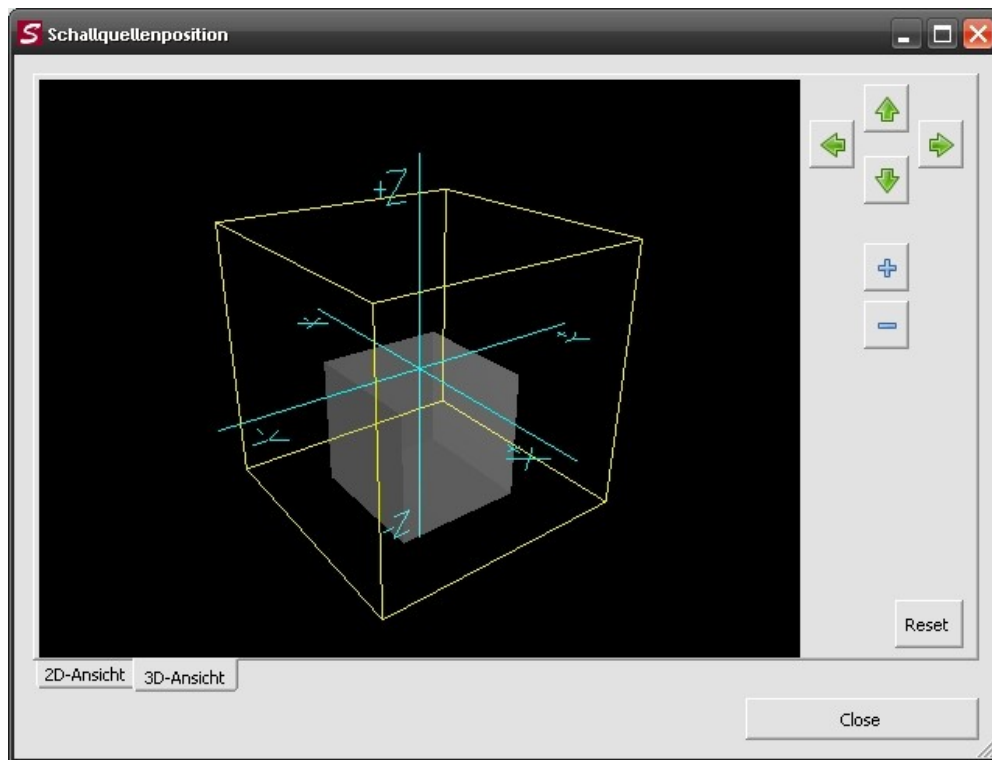 S Schallquellenposition
+Z
-X
+Y
-Y
+X
-Z
Reset
2D-Ansicht 3D-Ansicht
Close